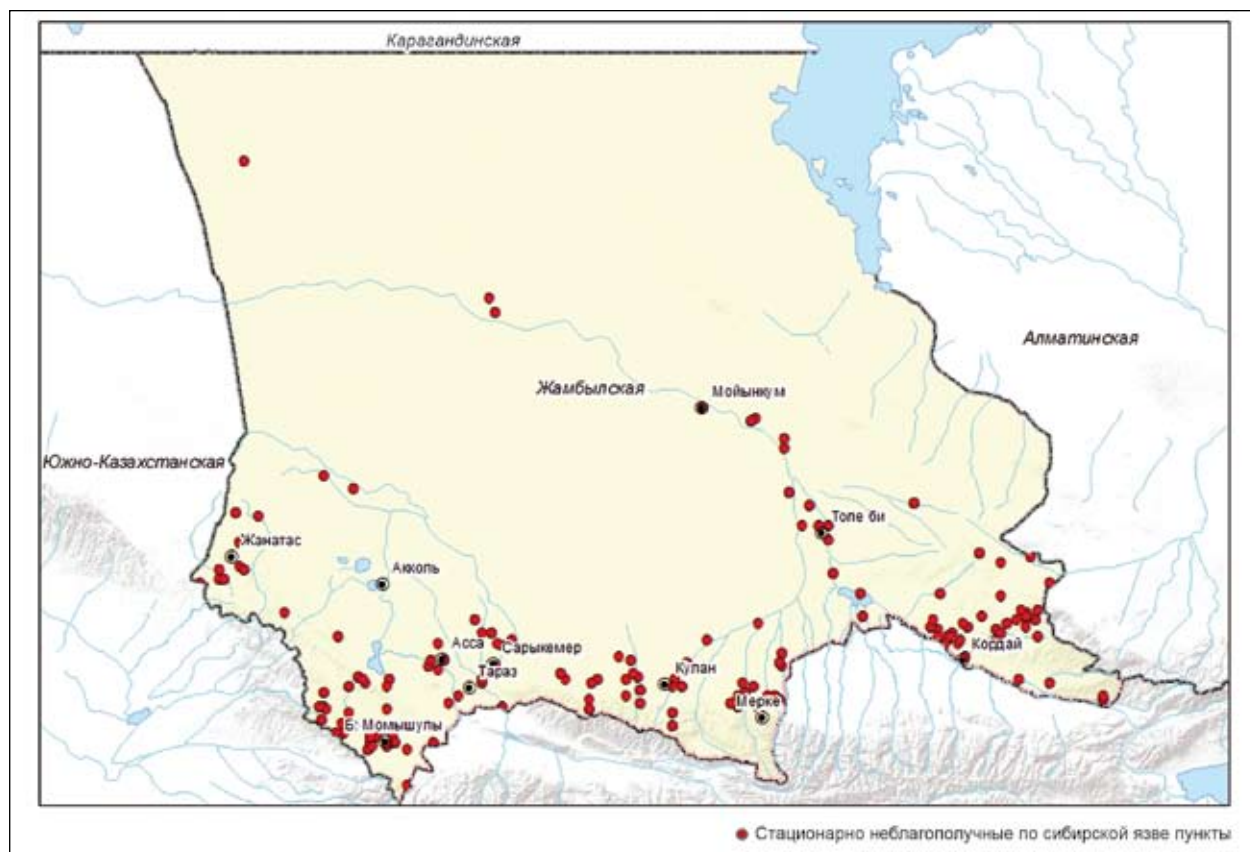 Карагандинская
Алматинская
Жамбылская
Мойынкум
Южно-Казахстанская
Толе би
Жанатас
Акколь
Асса
Сарыкемер
Кордай
Тараз
Кулан
Мерке
Б. Момышулы
Стационарно неблагополучные по сибирской язве пункты